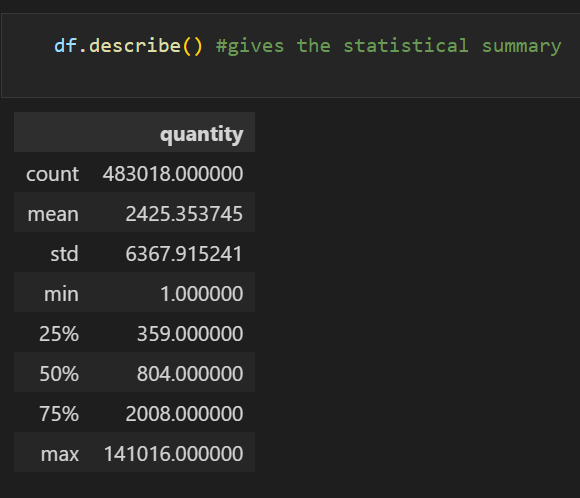 df.describe() #gives the statistical summary
quantity
count 483018.000000
mean 2425.353745
std 6367.915241
min 1.000000
25% 359.000000
50% 804.000000
75% 2008.000000
max 141016.000000